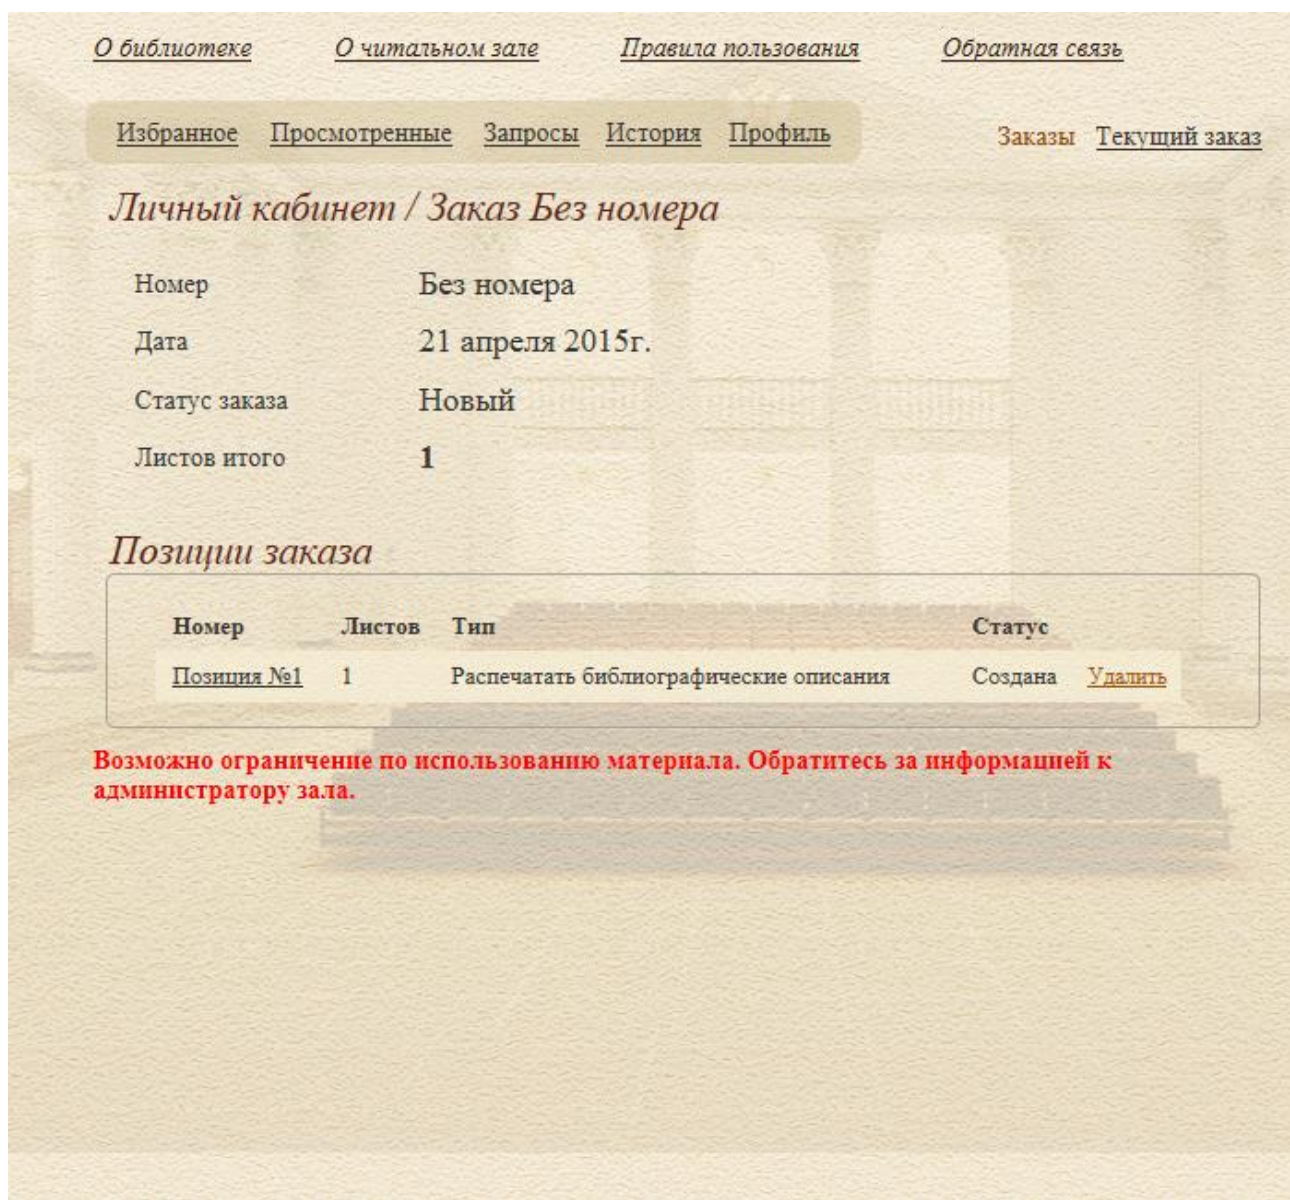 О библиотеке О читальном зале Правила пользования Обратная связь
Избранное Просмотренные Запросы История Профиль Заказы Текущий заказ
Личный кабинет / Заказ Без номера
Номер Без номера
Дата 21 апреля 2015г.
Статус заказа Новый
Листов итого 1
Позиции заказа
Номер Листов Тип Статус
Позиция №1 1 Распечатать библиографические описания Создана Удалить
Возможно ограничение по использованию материала. Обратитесь за информацией к
администратору зала.